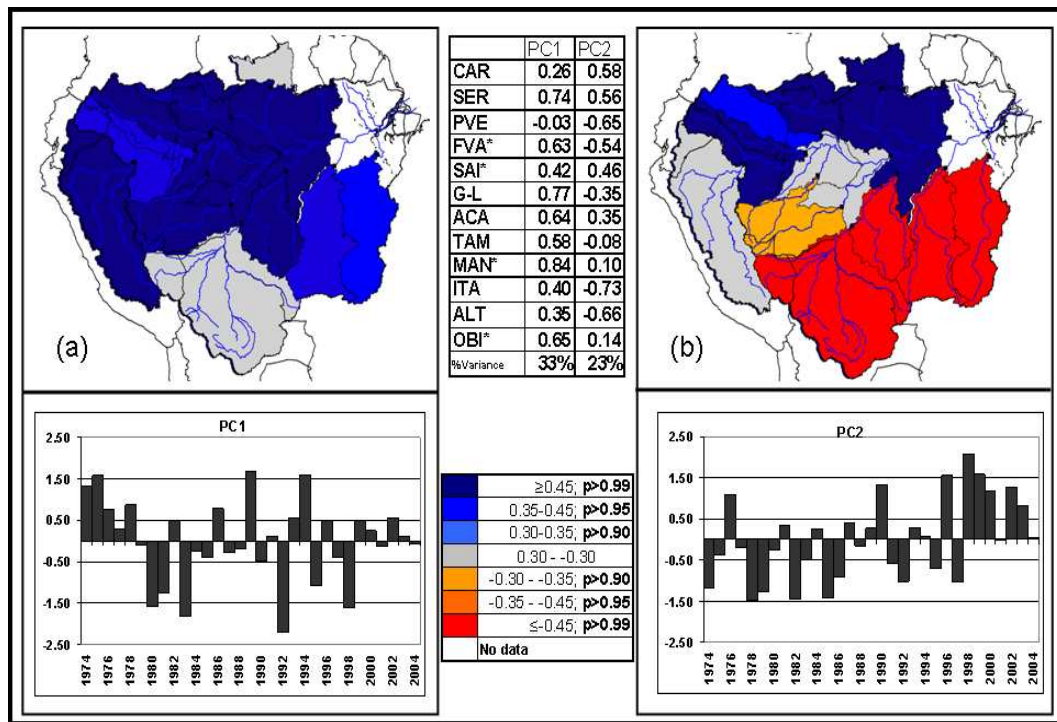 (a)
PC1 PC2
CAR 0.26 0.58
SER 0.74 0.56
PVE -0.03 -0.65
FVA* 0.63 -0.54
SAI* 0.42 0.46
G-L 0.77 -0.35
ACA 0.64 0.35
TAM 0.58 -0.08
MAN* 0.84 0.10
ITA 0.40 -0.73
ALT 0.35 -0.66
OBI* 0.65 0.14
%Variance 33% 23%
(b)
PC1
2.50
1.50
0.50
-0.50
-1.50
-2.50
1974 1976 1978 1980 1982 1984 1986 1988 1990 1992 1994 1996 1998 2000 2002 2004
≥0.45; p>0.99
0.35-0.45; p>0.95
0.30-0.35; p>0.90
0.30 - -0.30
-0.30 - -0.35; p>0.90
-0.35 - -0.45; p>0.95
≤-0.45; p>0.99
No data
PC2
2.50
1.50
0.50
-0.50
-1.50
-2.50
1974 1976 1978 1980 1982 1984 1986 1988 1990 1992 1994 1996 1998 2000 2002 2004